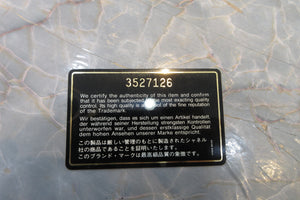 3527126
We certify the authenticity of this item and confirm
that it has been subjected to the most exacting quality
control. Its high quality is a proof of the fine reputation
of the Trademark.
Wir bestätigen, dass es sich um einen Artikel handelt,
der während seiner Herstellung strengsten Kontrollen
unterworfen war, und dessen erstklassige Qualität
dem hohen Ansehen unserer Marke entspricht.
この製品は厳しい管理のもとに製造されたシャネル
社の商品であることを証明いたします。
このブランド・マークは最高級品質の象徴です。